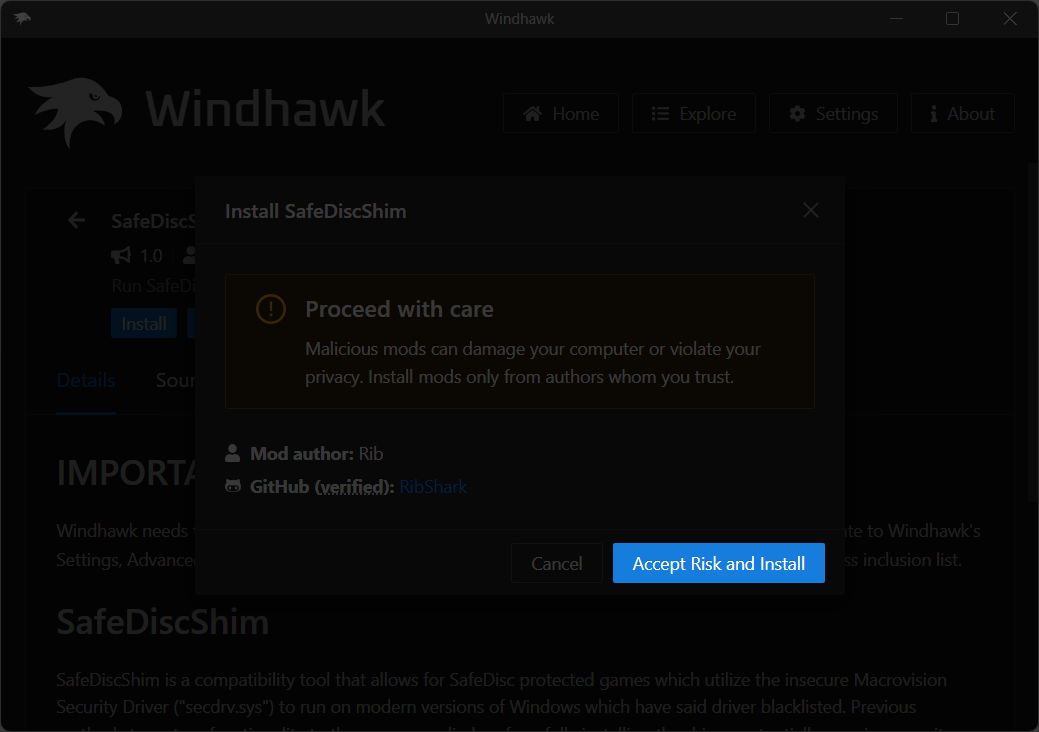 Windhawk
Windhawk
Home
Explore
Settings
About
Install SafeDiscShim
SafeDiscS
1.0
Run SafeDi
Install
Proceed with care
Malicious mods can damage your computer or violate your
privacy. Install mods only from authors whom you trust.
Details
Sour
Mod author: Rib
GitHub (verified): RibShark
IMPORTA
Windhawk needs
te to Windhawk's
Settings, Advance
ss inclusion list.
Cancel
Accept Risk and Install
SafeDiscShim
SafeDiscShim is a compatibility tool that allows for SafeDisc protected games which utilize the insecure Macrovision
Security Driver ("secdrv.sys") to run on modern versions of Windows which have said driver blacklisted. Previous